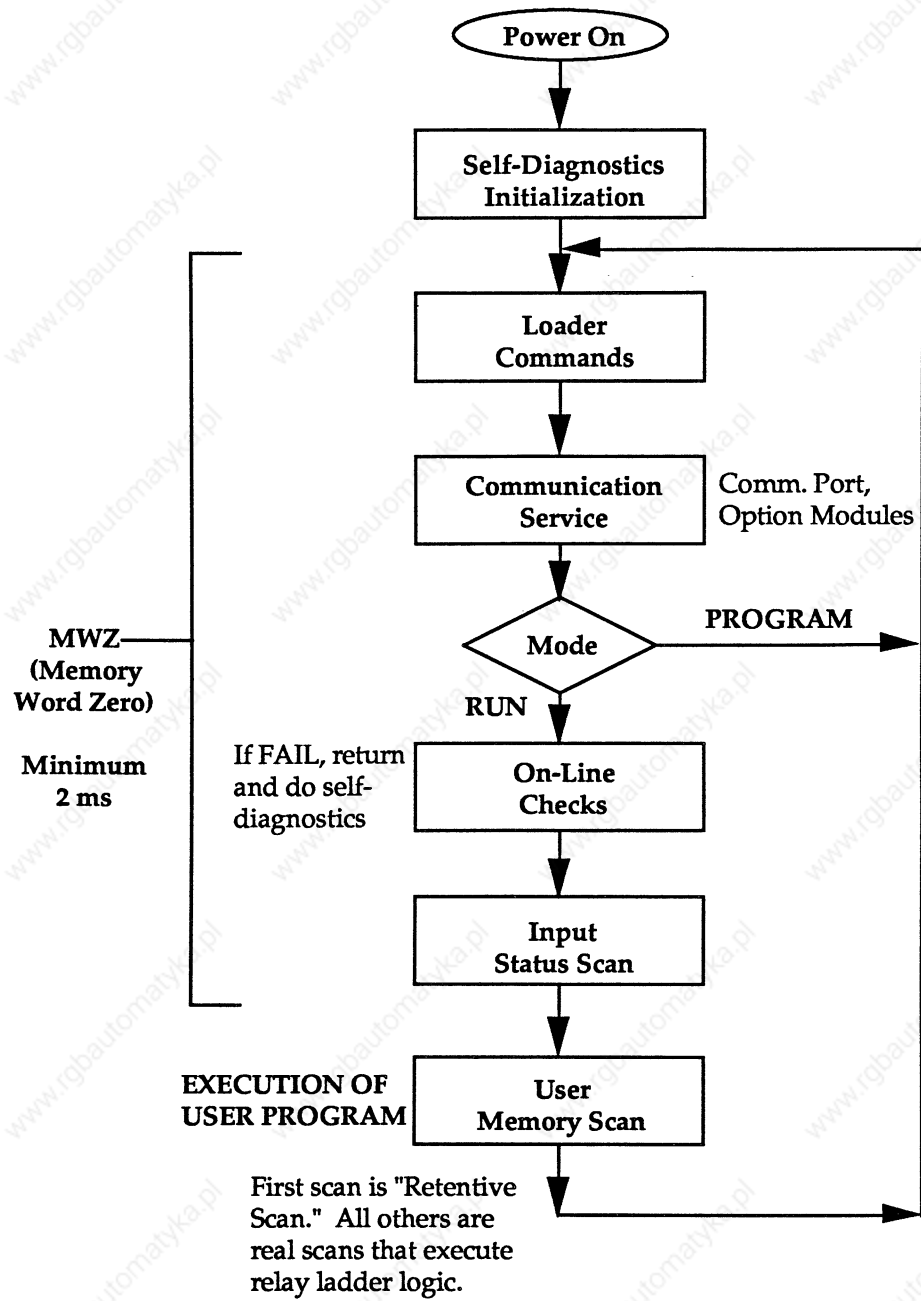 Power On
Self-Diagnostics
Initialization
Loader
Commands
Communication
Service
Comm. Port,
Option Modules
Mode
PROGRAM
RUN
MWZ
(Memory
Word Zero)
Minimum
2 ms
If FAIL, return
and do self-
diagnostics
On-Line
Checks
Input
Status Scan
EXECUTION OF
USER PROGRAM
User
Memory Scan
First scan is "Retentive
Scan." All others are
real scans that execute
relay ladder logic.
www.rgbautomatyka.pl